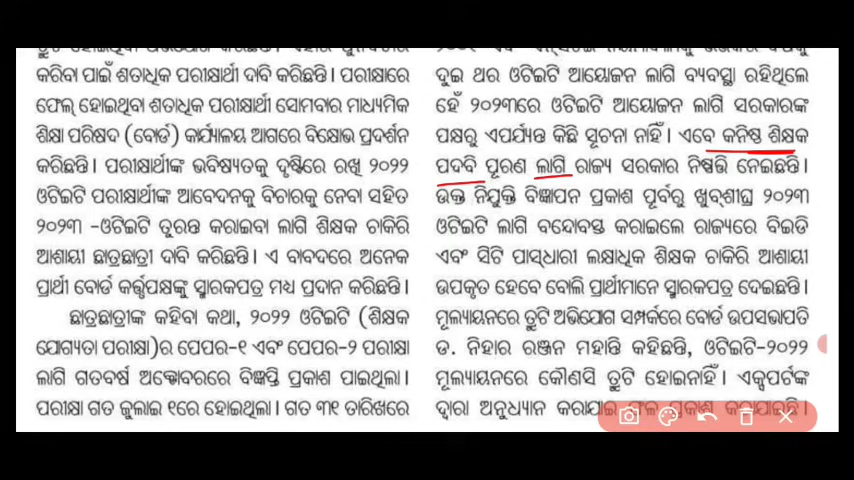 କରିବା ପାଇଁ ଶତାଧିକ ପରୀକ୍ଷାର୍ଥୀ ଦାବି କରିଛନ୍ତି। ପରୀକ୍ଷାରେ
ଫେଲ୍ ହୋଇଥିବା ଶତାଧିକ ପରୀକ୍ଷାର୍ଥୀ ସୋମବାର ମାଧ୍ୟମିକ
ଶିକ୍ଷା ପରିଷଦ (ବୋର୍ଡ) କାର୍ଯ୍ୟାଳୟ ଆଗରେ ବିକ୍ଷୋଭ ପ୍ରଦର୍ଶନ
କରିଛନ୍ତି। ପରୀକ୍ଷାର୍ଥୀଙ୍କ ଭବିଷ୍ୟତକୁ ଦୃଷ୍ଟିରେ ରଖି ୨୦୨୨
ଓଟିଇଟି ପରୀକ୍ଷାର୍ଥୀଙ୍କ ଆବେଦନକୁ ବିଚାରକୁ ନେବା ସହିତ
୨୦୨୩ -ଓଟିଇଟି ତୁରନ୍ତ କରାଇବା ଲାଗି ଶିକ୍ଷକ ଚାକିରି
ଆଶାୟୀ ଛାତ୍ରଛାତ୍ରୀ ଦାବି କରିଛନ୍ତି। ଏ ବାବଦରେ ଅନେକ
ପ୍ରାର୍ଥୀ ବୋର୍ଡ କର୍ତ୍ତୃପକ୍ଷଙ୍କୁ ସ୍ମାରକପତ୍ର ମଧ୍ୟ ପ୍ରଦାନ କରିଛନ୍ତି।
ଛାତ୍ରଛାତ୍ରୀଙ୍କ କହିବା କଥା, ୨୦୨୨ ଓଟିଇଟି (ଶିକ୍ଷକ
ଯୋଗ୍ୟତା ପରୀକ୍ଷା)ର ପେପର-୧ ଏବଂ ପେପର-୨ ପରୀକ୍ଷା
ଲାଗି ଗତବର୍ଷ ଅକ୍ଟୋବରରେ ବିଜ୍ଞପ୍ତି ପ୍ରକାଶ ପାଇଥିଲା।
ପରୀକ୍ଷା ଗତ ଜୁଲାଇ ୧ରେ ହୋଇଥିଲା। ଗତ ୩୧ ତାରିଖରେ
ଦୁଇ ଥର ଓଟିଇଟି ଆୟୋଜନ ଲାଗି ବ୍ୟବସ୍ଥା ରହିଥିଲେ
ହେଁ ୨୦୨୩ରେ ଓଟିଇଟି ଆୟୋଜନ ଲାଗି ସରକାରଙ୍କ
ପକ୍ଷରୁ ଏପର୍ଯ୍ୟନ୍ତ କିଛି ସୂଚନା ନାହିଁ। ଏବେ କନିଷ୍ଠ ଶିକ୍ଷକ
ପଦବି ପୂରଣ ଲାଗି ରାଜ୍ୟ ସରକାର ନିଷ୍ପତ୍ତି ନେଇଛନ୍ତି।
ଉକ୍ତ ନିଯୁକ୍ତି ବିଜ୍ଞାପନ ପ୍ରକାଶ ପୂର୍ବରୁ ଖୁବ୍‌ଶୀଘ୍ର ୨୦୨୩
ଓଟିଇଟି ଲାଗି ବନ୍ଦୋବସ୍ତ କରାଇଲେ ରାଜ୍ୟରେ ବିଇଡି
ଏବଂ ସିଟି ପାସ୍‌ଧାରୀ ଲକ୍ଷାଧିକ ଶିକ୍ଷକ ଚାକିରି ଆଶାୟୀ
ଉପକୃତ ହେବେ ବୋଲି ପ୍ରାର୍ଥୀମାନେ ସ୍ମାରକପତ୍ର ଦେଇଛନ୍ତି।
ମୂଲ୍ୟାୟନରେ ତ୍ରୁଟି ଅଭିଯୋଗ ସମ୍ପର୍କରେ ବୋର୍ଡ ଉପସଭାପତି
ଡ. ନିହାର ରଞ୍ଜନ ମହାନ୍ତି କହିଛନ୍ତି, ଓଟିଇଟି-୨୦୨୨
ମୂଲ୍ୟାୟନରେ କୌଣସି ତ୍ରୁଟି ହୋଇନାହିଁ। ଏକ୍ସପର୍ଟଙ୍କ
ଦ୍ୱାରା ଅନୁଧ୍ୟାନ କରାଯାଇ ଫଳ ପ୍ରକାଶ କରାଯାଇଛି।